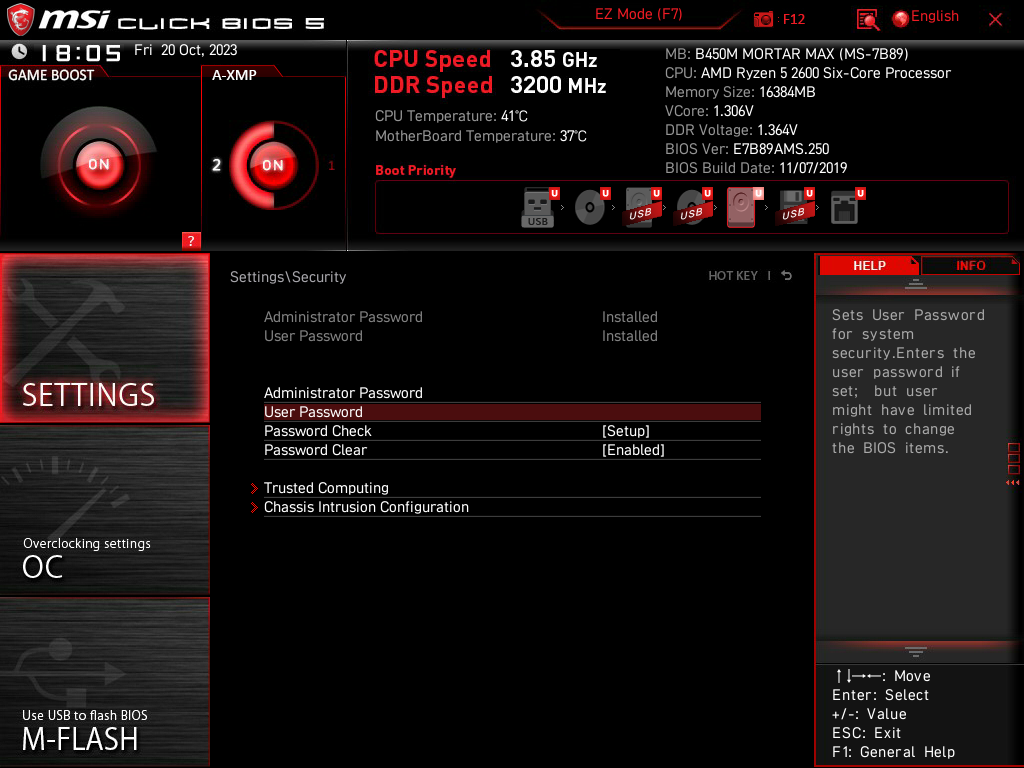 msi CLICK BIOS 5
EZ Mode (F7)
: F12
English
18:05 Fri 20 Oct, 2023
GAME BOOST
ON
A-XMP
2 ON 1
?
CPU Speed 3.85 GHz
DDR Speed 3200 MHz
CPU Temperature: 41°C
MotherBoard Temperature: 37°C
MB: B450M MORTAR MAX (MS-7B89)
CPU: AMD Ryzen 5 2600 Six-Core Processor
Memory Size: 16384MB
VCore: 1.306V
DDR Voltage: 1.364V
BIOS Ver: E7B89AMS.250
BIOS Build Date: 11/07/2019
Boot Priority
USB U U USB U USB U U USB U U
SETTINGS
Overclocking settings
OC
Use USB to flash BIOS
M-FLASH
Settings\Security
HOT KEY |
Administrator Password Installed
User Password Installed
Administrator Password
User Password
Password Check [Setup]
Password Clear [Enabled]
Trusted Computing
Chassis Intrusion Configuration
HELP INFO
Sets User Password
for system
security.Enters the
user password if
set; but user
might have limited
rights to change
the BIOS items.
↑↓→←: Move
Enter: Select
+/-: Value
ESC: Exit
F1: General Help